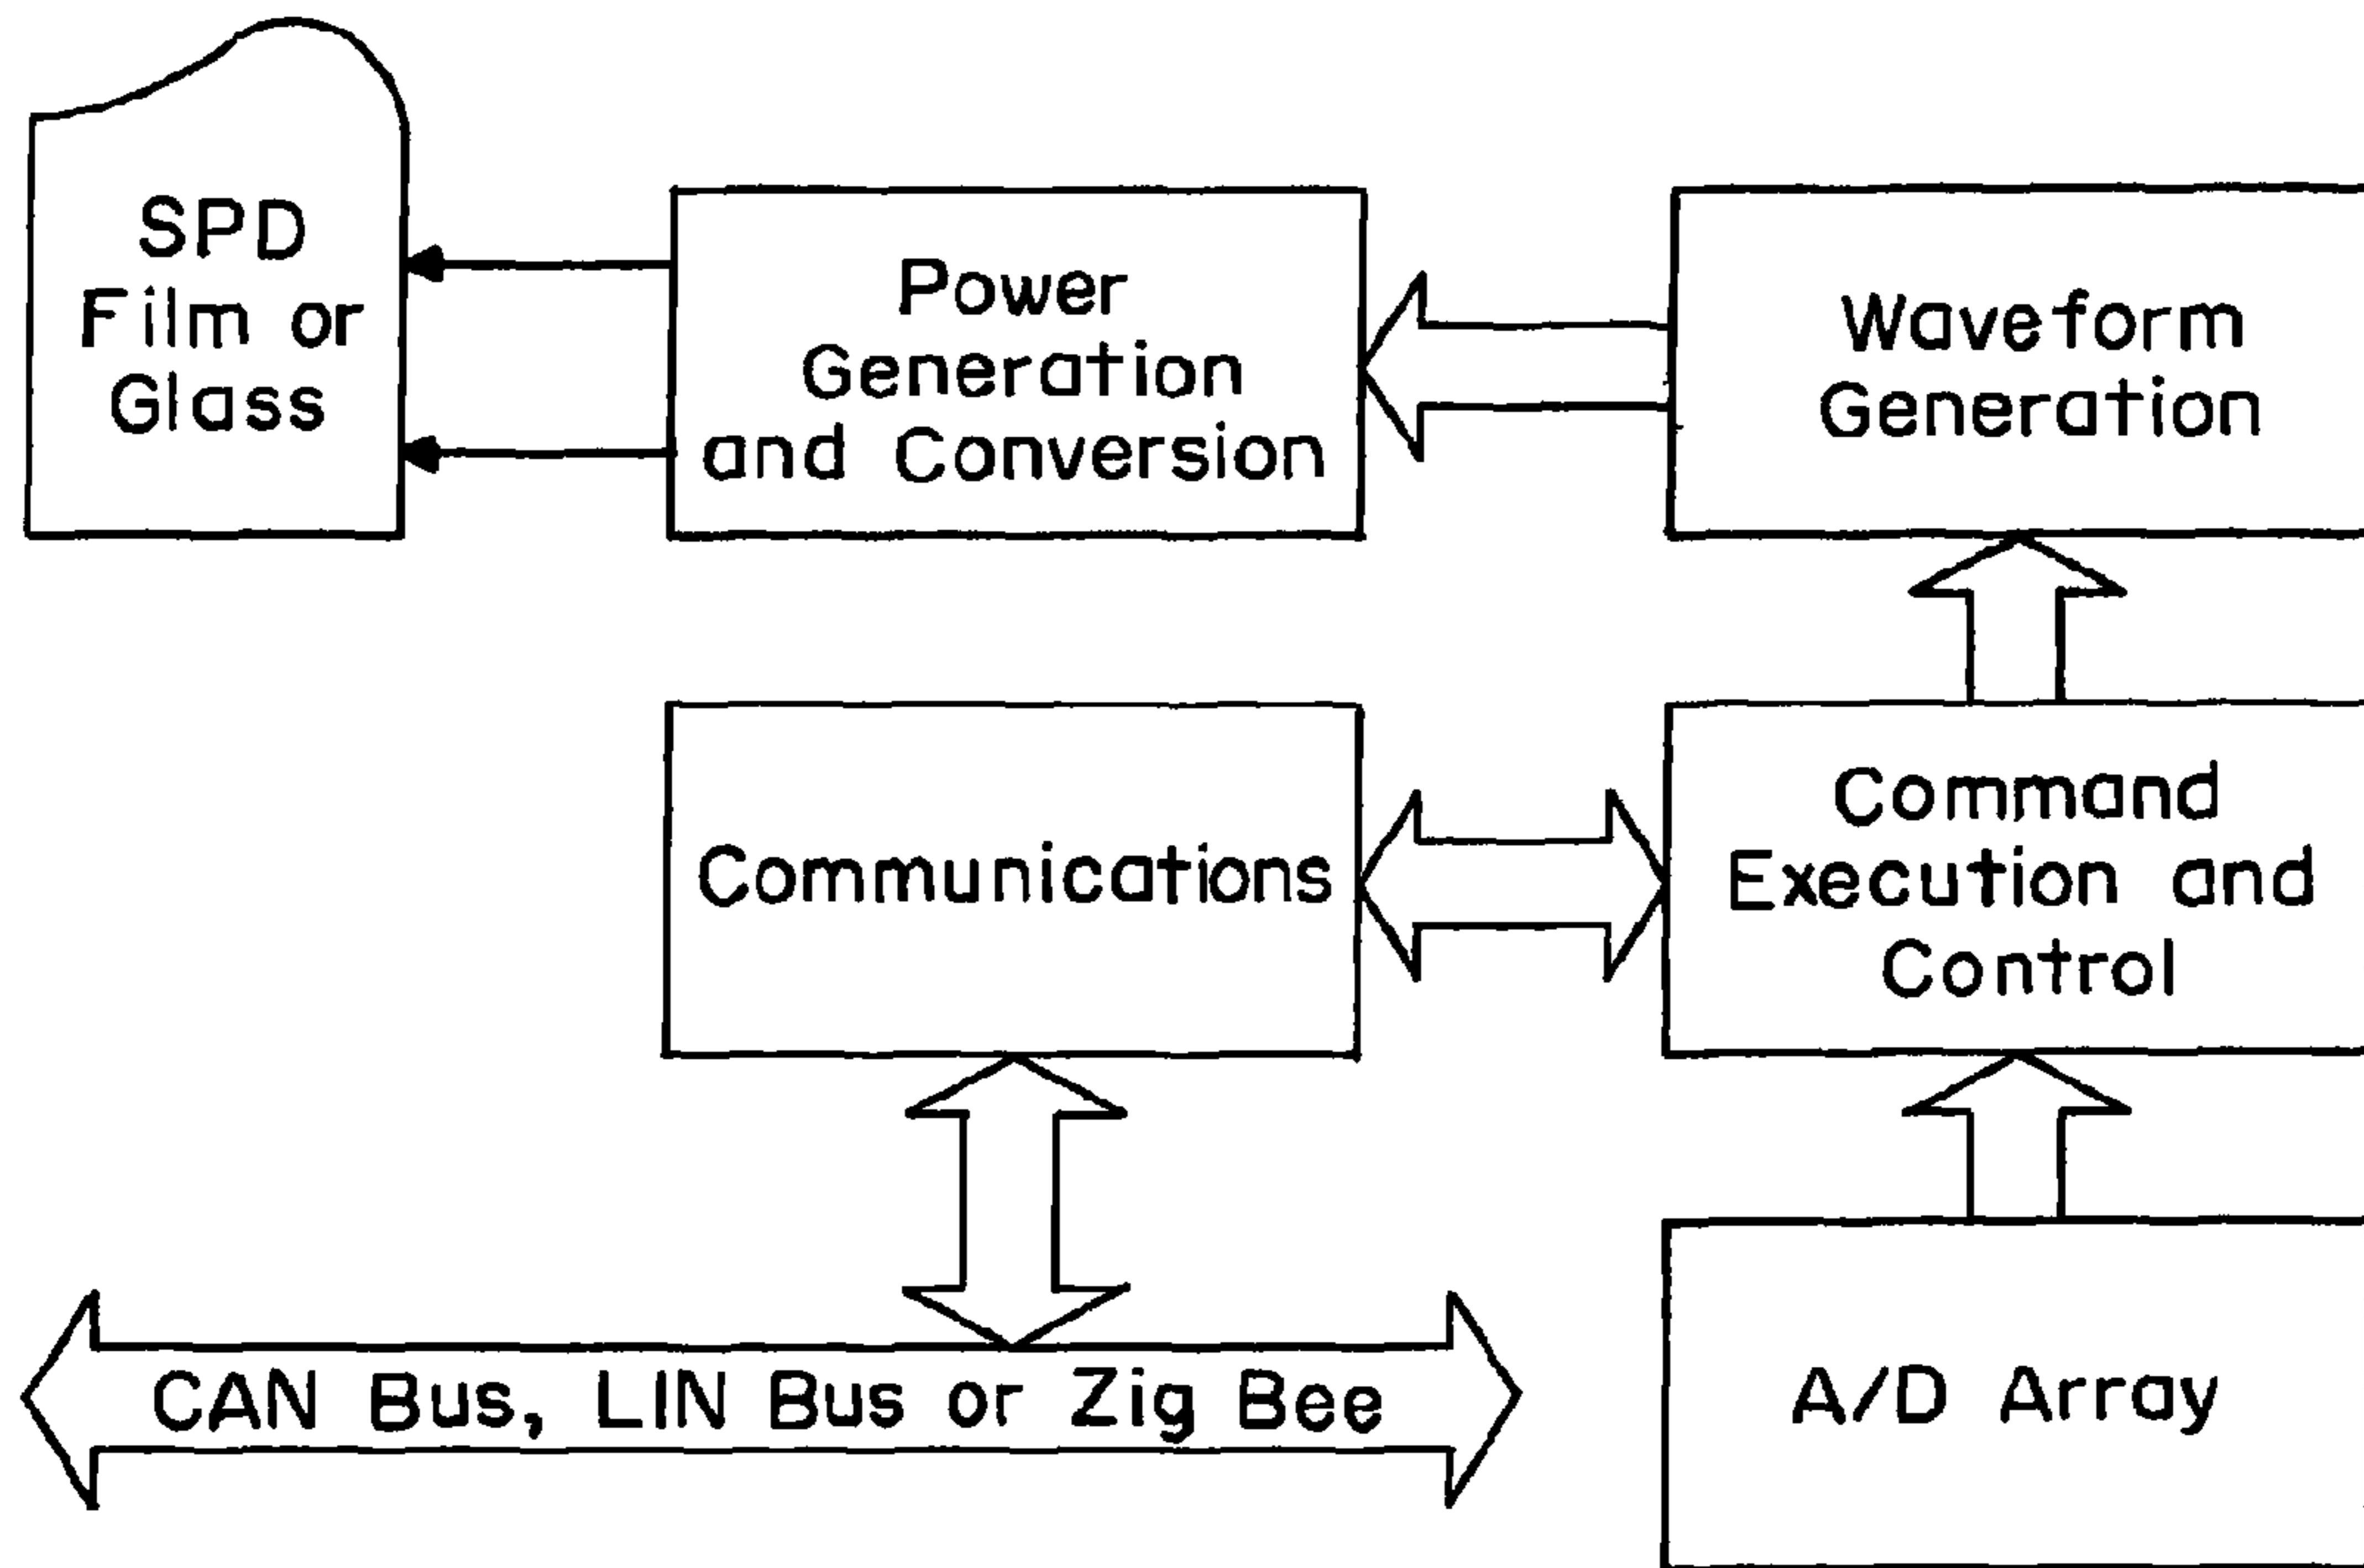 SPD
Film or
Glass
Power
Generation
and Conversion
Waveform
Generation
Communications
Command
Execution and
Control
CAN Bus, LIN Bus or Zig Bee
A/D Array